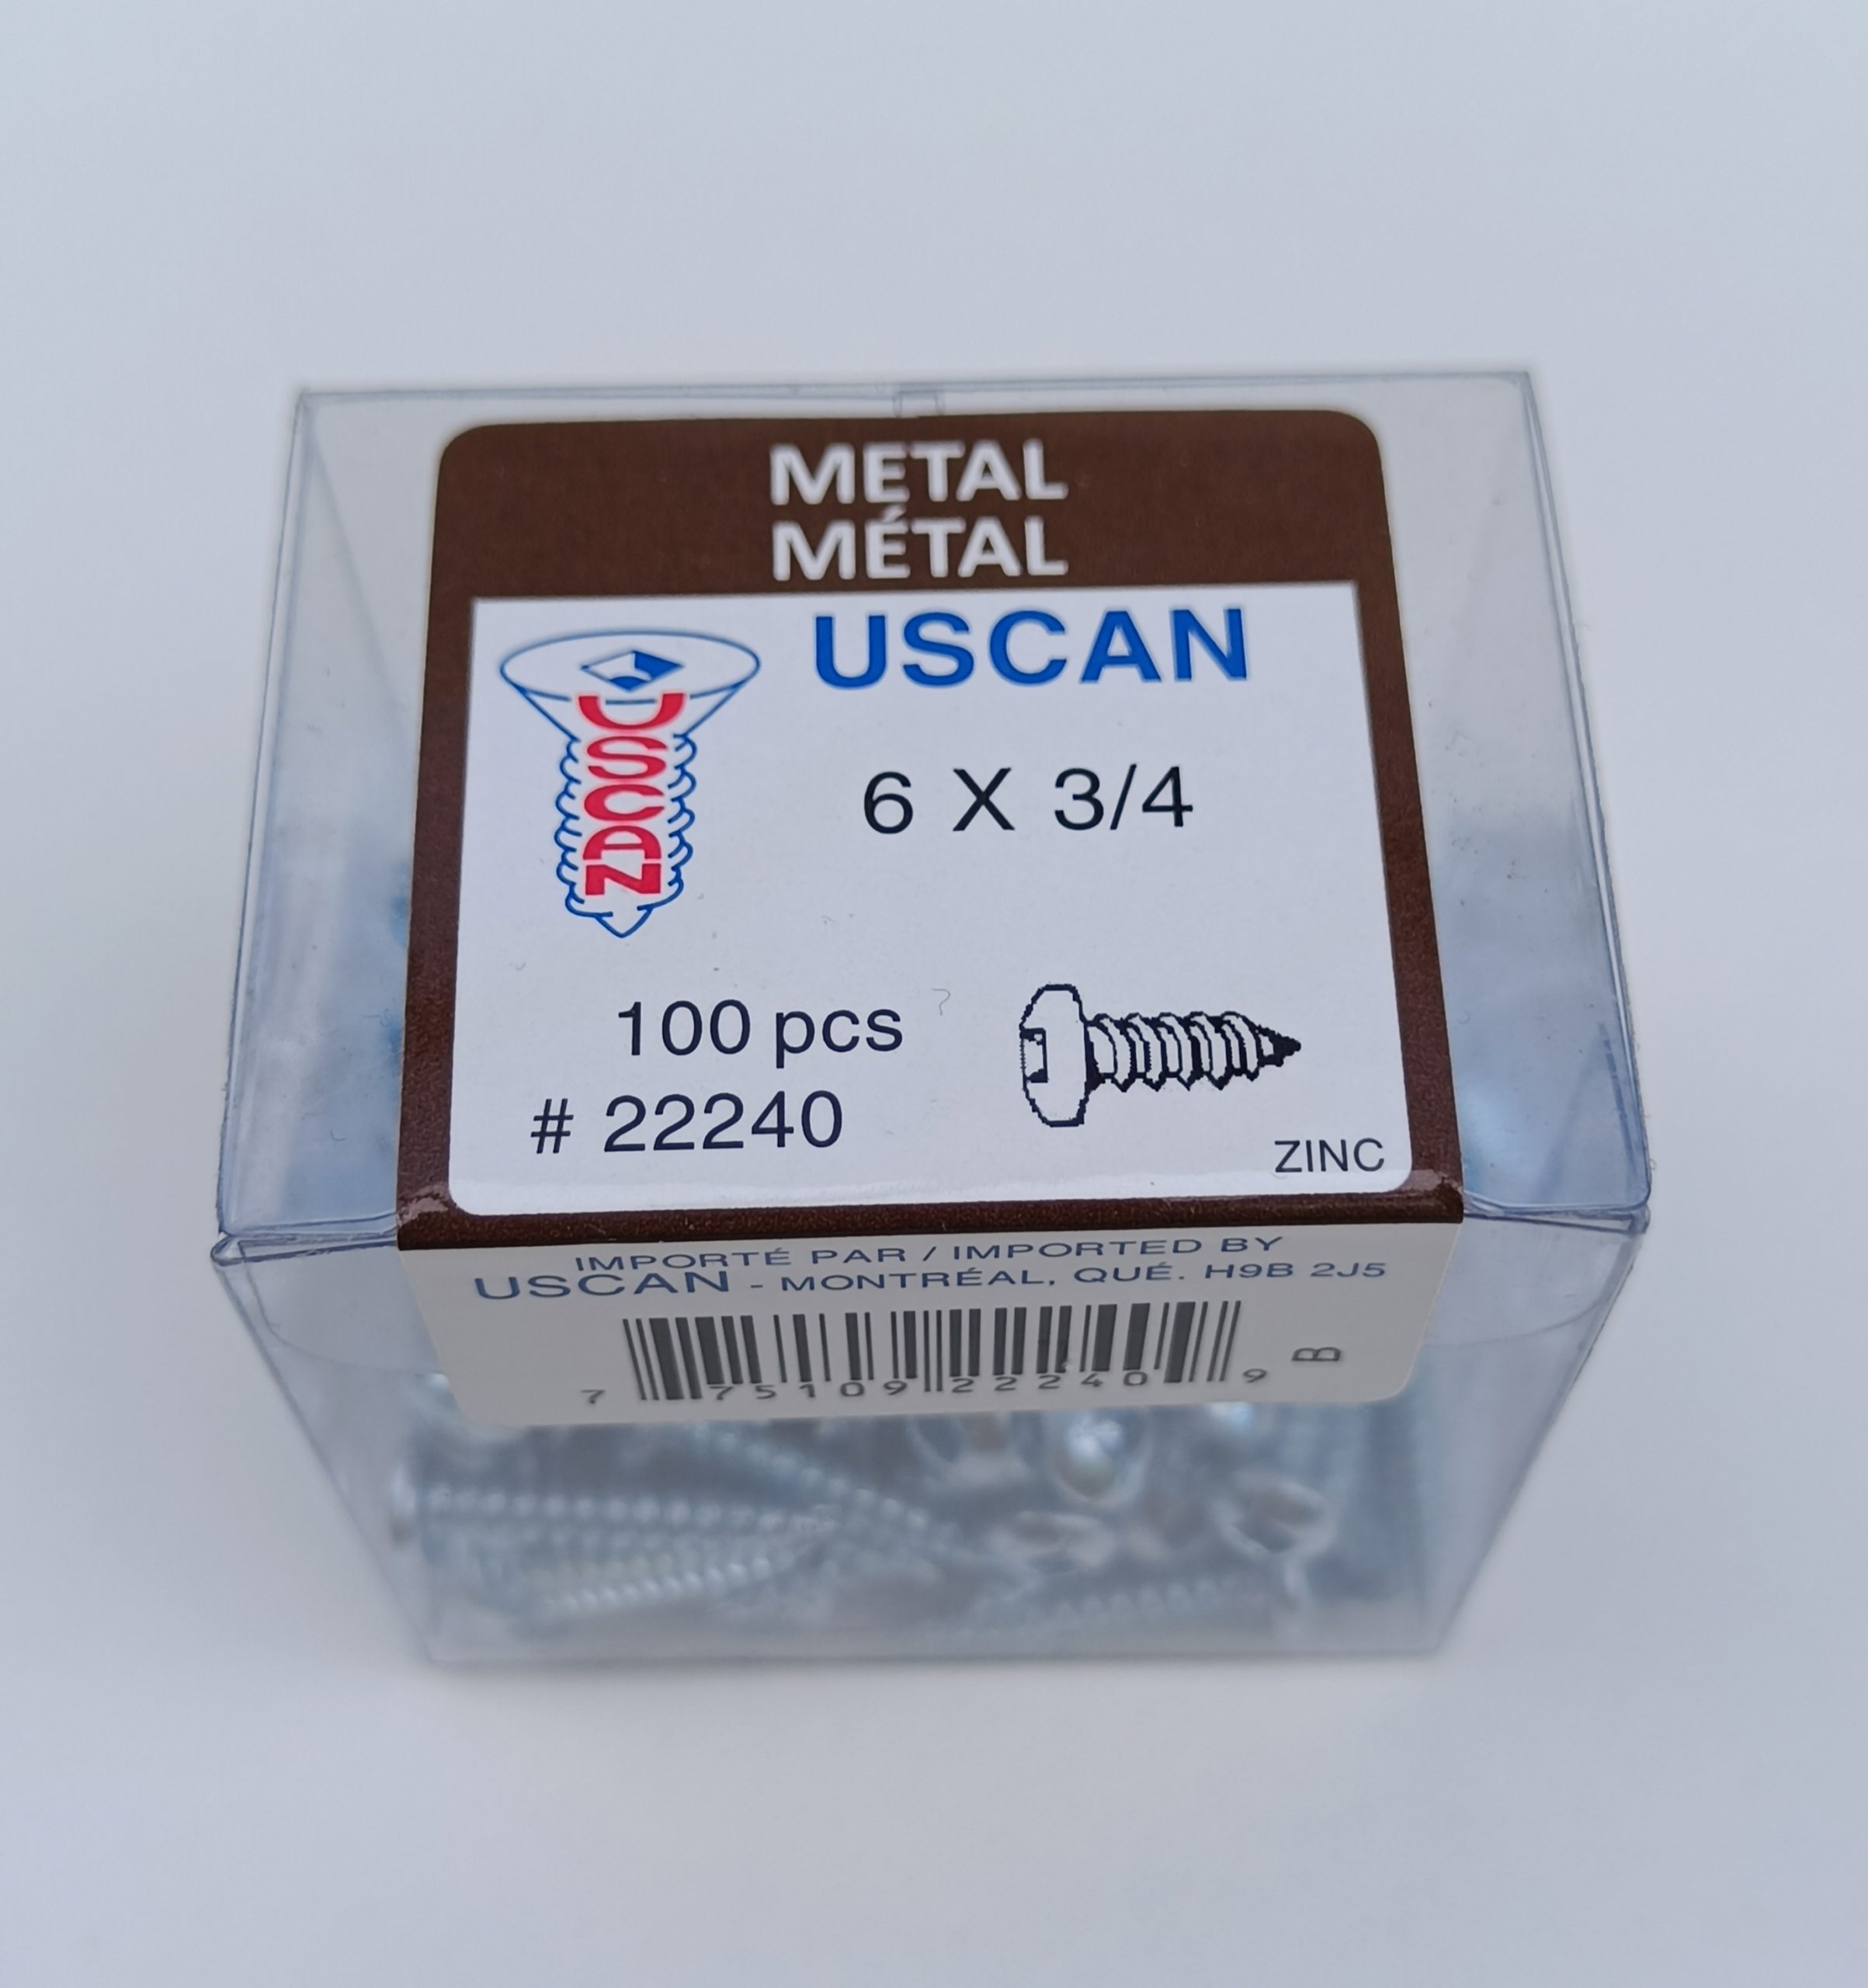 METAL
MÉTAL
USCAN
USCAN
6 X 3/4
100 pcs
# 22240
ZINC
IMPORTÉ PAR / IMPORTED BY
USCAN - MONTRÉAL, QUÉ. H9B 2J5
7 75109 22240 9 B